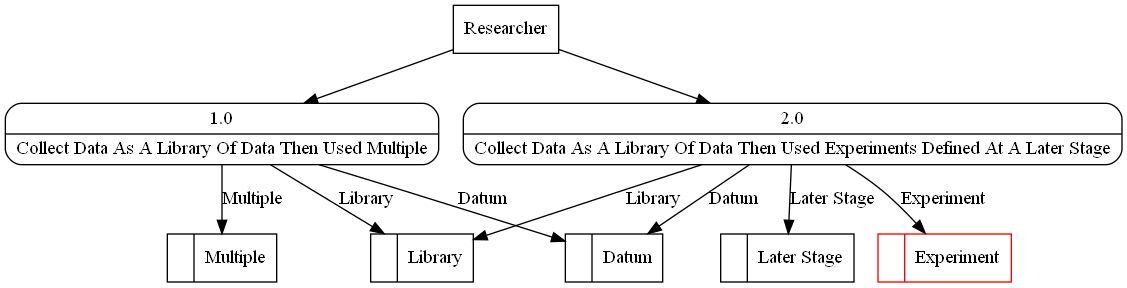 Researcher
1.0
Collect Data As A Library Of Data Then Used Multiple
2.0
Collect Data As A Library Of Data Then Used Experiments Defined At A Later Stage
Multiple
Library
Datum
Library
Datum
Later Stage
Experiment
Multiple
Library
Datum
Later Stage
Experiment